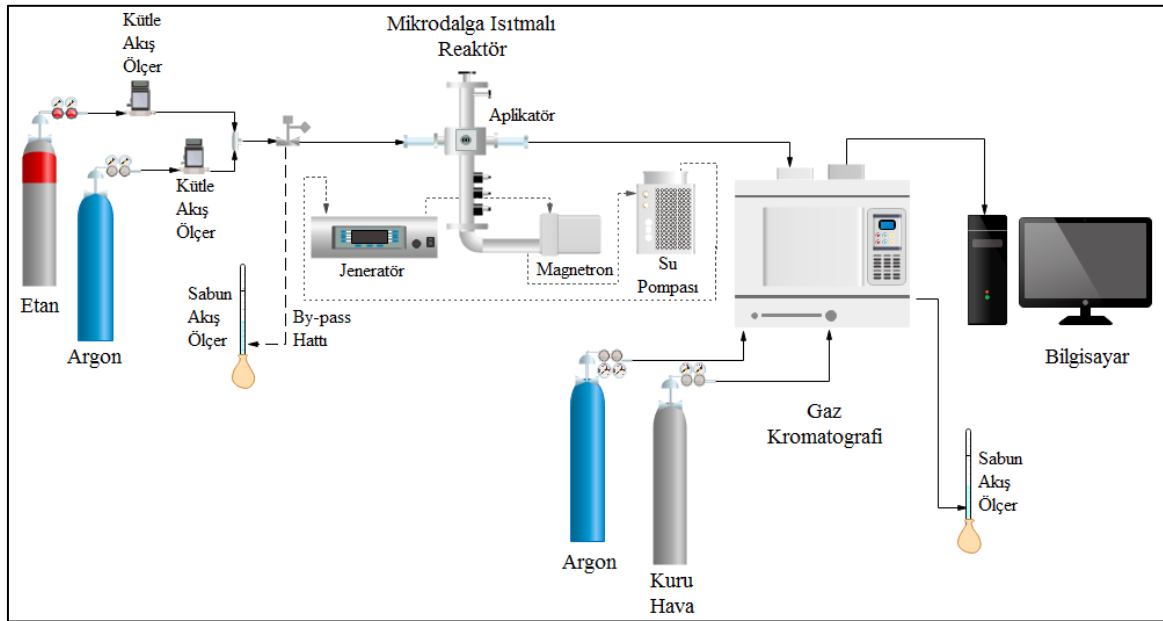 Kütle
Akış
Ölçer
Mikrodalga Isıtmalı
Reaktör
Aplikatör
Kütle
Akış
Ölçer
Jeneratör
Magnetron
Su
Pompası
Etan
Argon
Sabun
Akış
Ölçer
By-pass
Hattı
Bilgisayar
Gaz
Kromatografi
Argon
Kuru
Hava
Sabun
Akış
Ölçer